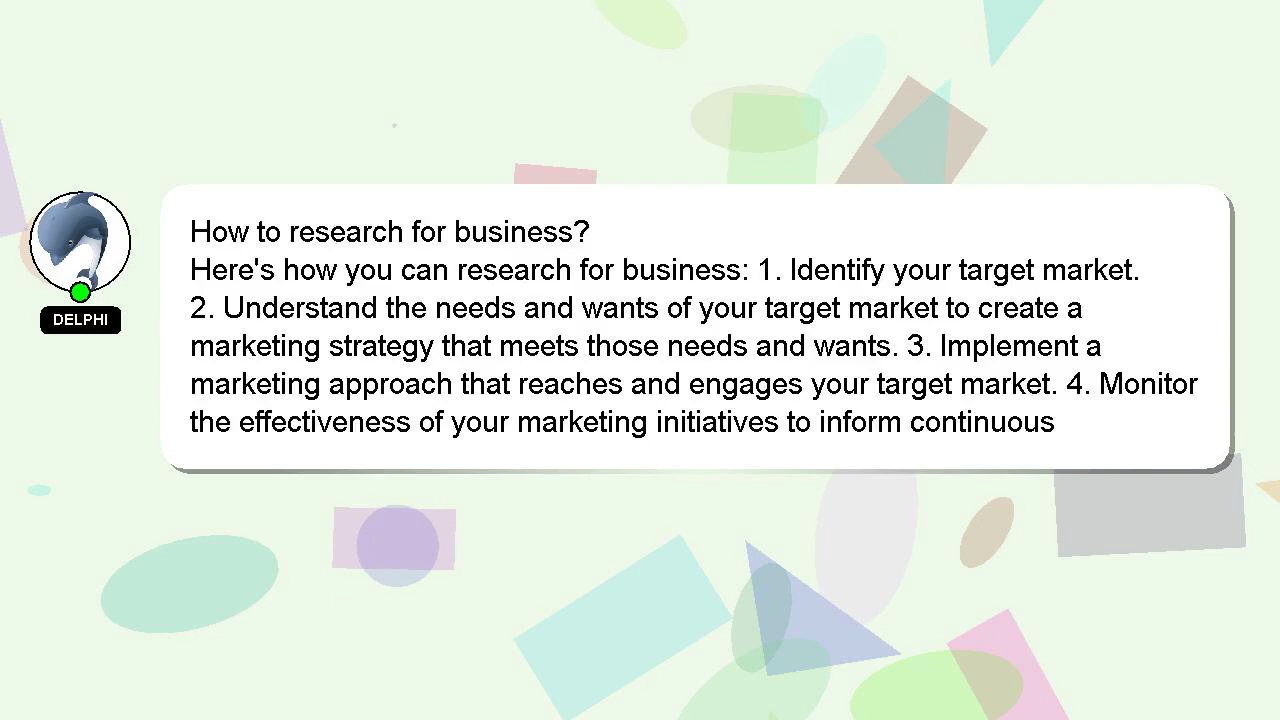 How to research for business?
Here's how you can research for business: 1. Identify your target market.
2. Understand the needs and wants of your target market to create a
marketing strategy that meets those needs and wants. 3. Implement a
marketing approach that reaches and engages your target market. 4. Monitor
the effectiveness of your marketing initiatives to inform continuous
DELPHI